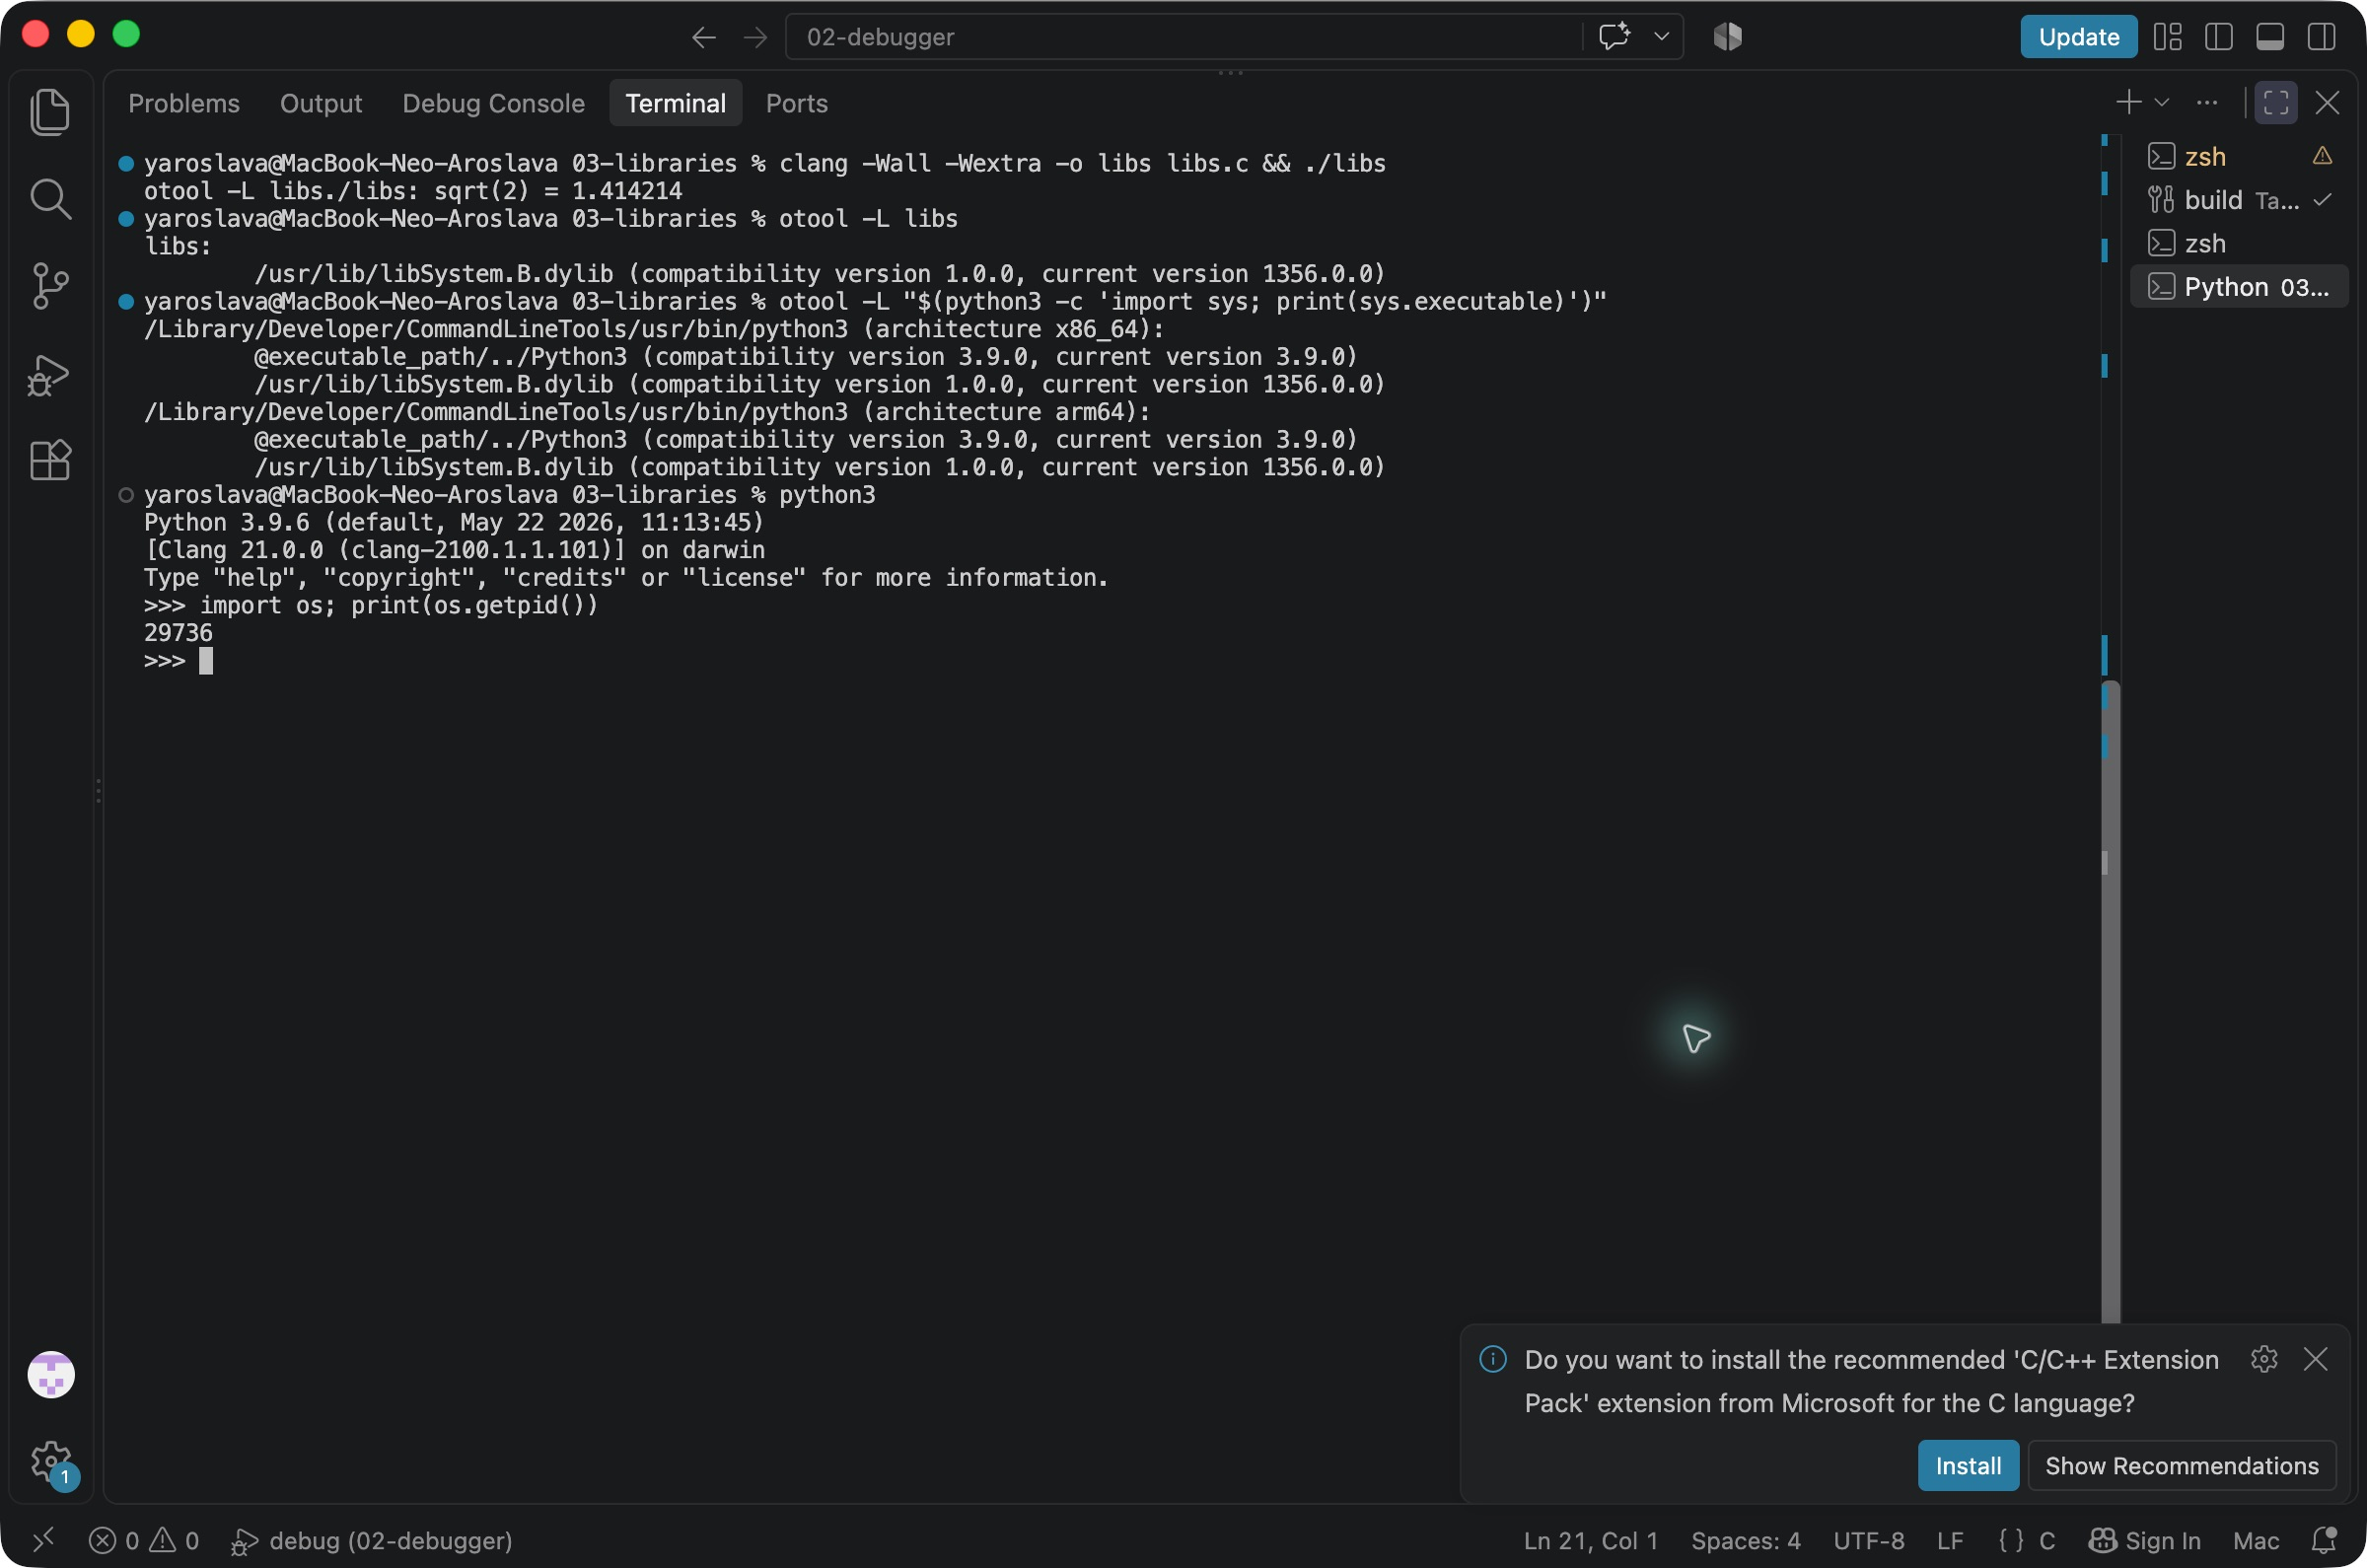 02-debugger
Update
Problems Output Debug Console Terminal Ports
yaroslava@MacBook-Neo-Aroslava 03-libraries % clang -Wall -Wextra -o libs libs.c && ./libs
otool -L libs./libs: sqrt(2) = 1.414214
yaroslava@MacBook-Neo-Aroslava 03-libraries % otool -L libs
libs:
/usr/lib/libSystem.B.dylib (compatibility version 1.0.0, current version 1356.0.0)
yaroslava@MacBook-Neo-Aroslava 03-libraries % otool -L "$(python3 -c 'import sys; print(sys.executable)')"
/Library/Developer/CommandLineTools/usr/bin/python3 (architecture x86_64):
@executable_path/../Python3 (compatibility version 3.9.0, current version 3.9.0)
/usr/lib/libSystem.B.dylib (compatibility version 1.0.0, current version 1356.0.0)
/Library/Developer/CommandLineTools/usr/bin/python3 (architecture arm64):
@executable_path/../Python3 (compatibility version 3.9.0, current version 3.9.0)
/usr/lib/libSystem.B.dylib (compatibility version 1.0.0, current version 1356.0.0)
yaroslava@MacBook-Neo-Aroslava 03-libraries % python3
Python 3.9.6 (default, May 22 2026, 11:13:45)
[Clang 21.0.0 (clang-2100.1.1.101)] on darwin
Type "help", "copyright", "credits" or "license" for more information.
>>> import os; print(os.getpid())
29736
>>>
zsh
build Ta...
zsh
Python 03...
Do you want to install the recommended 'C/C++ Extension
Pack' extension from Microsoft for the C language?
Install Show Recommendations
1
0 0 debug (02-debugger) Ln 21, Col 1 Spaces: 4 UTF-8 LF {} C Sign In Mac